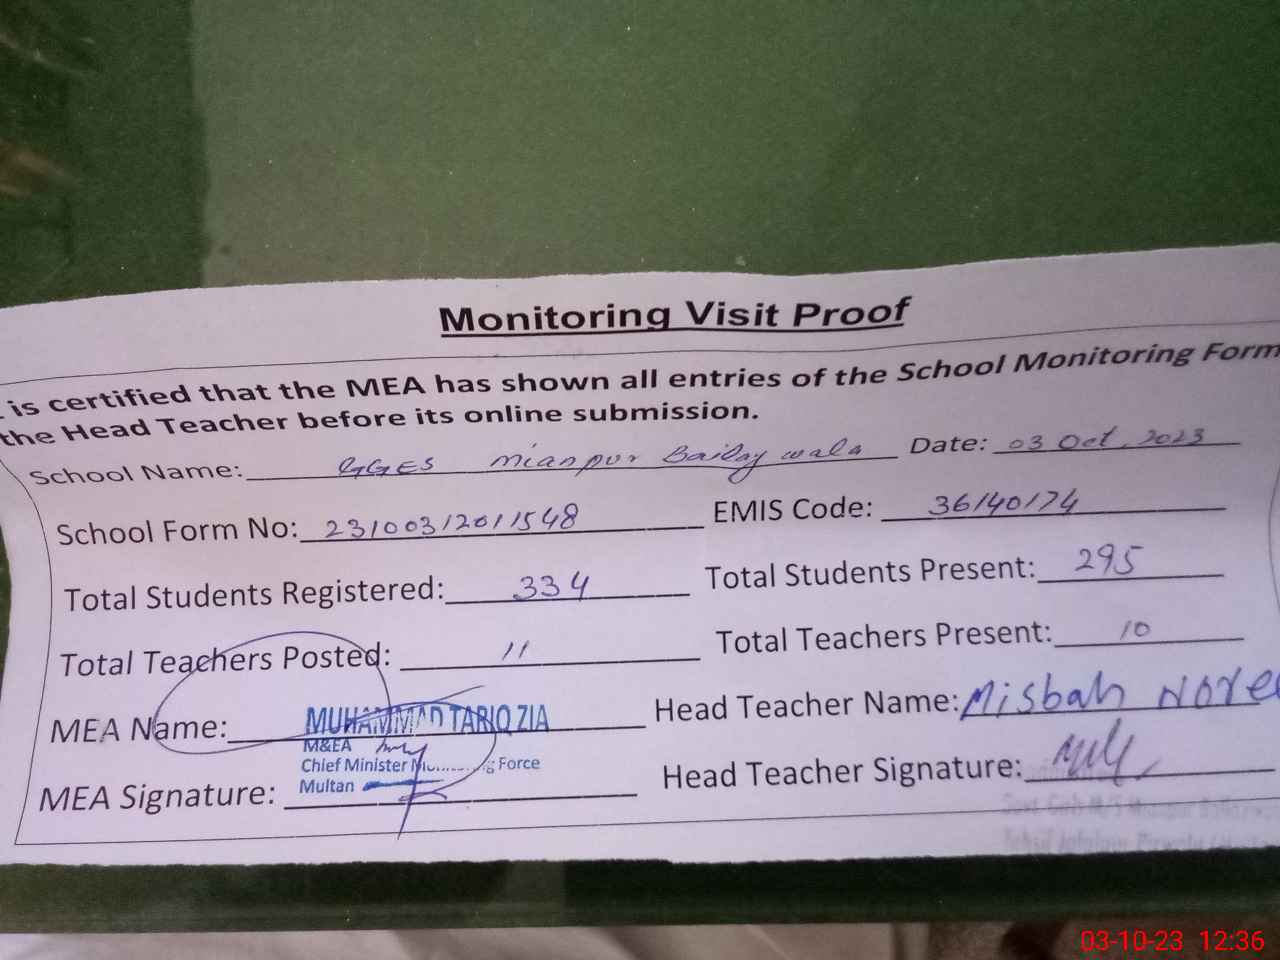 Monitoring Visit Proof
is certified that the MEA has shown all entries of the School Monitoring Form
the Head Teacher before its online submission.
School Name: GGES mianpur Bailay wala Date: 03 Oct, 2023
School Form No: 2310031201548 EMIS Code: 36140174
Total Students Registered: 334 Total Students Present: 295
Total Teachers Posted: 11 Total Teachers Present: 10
MEA Name: MUHAMMAD TARIQ ZIA Head Teacher Name: Misbah
M&EA
Chief Minister Force
Multan
MEA Signature: Head Teacher Signature:
03-10-23 12:36